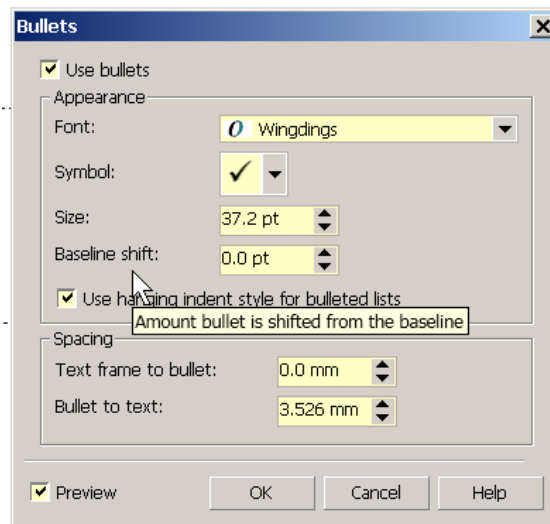 Bullets
Use bullets
Appearance
Font: Wingdings
Symbol:
Size: 37.2 pt
Baseline shift: 0.0 pt
Use hanging indent style for bulleted lists
Amount bullet is shifted from the baseline
Spacing
Text frame to bullet: 0.0 mm
Bullet to text: 3.526 mm
Preview OK Cancel Help